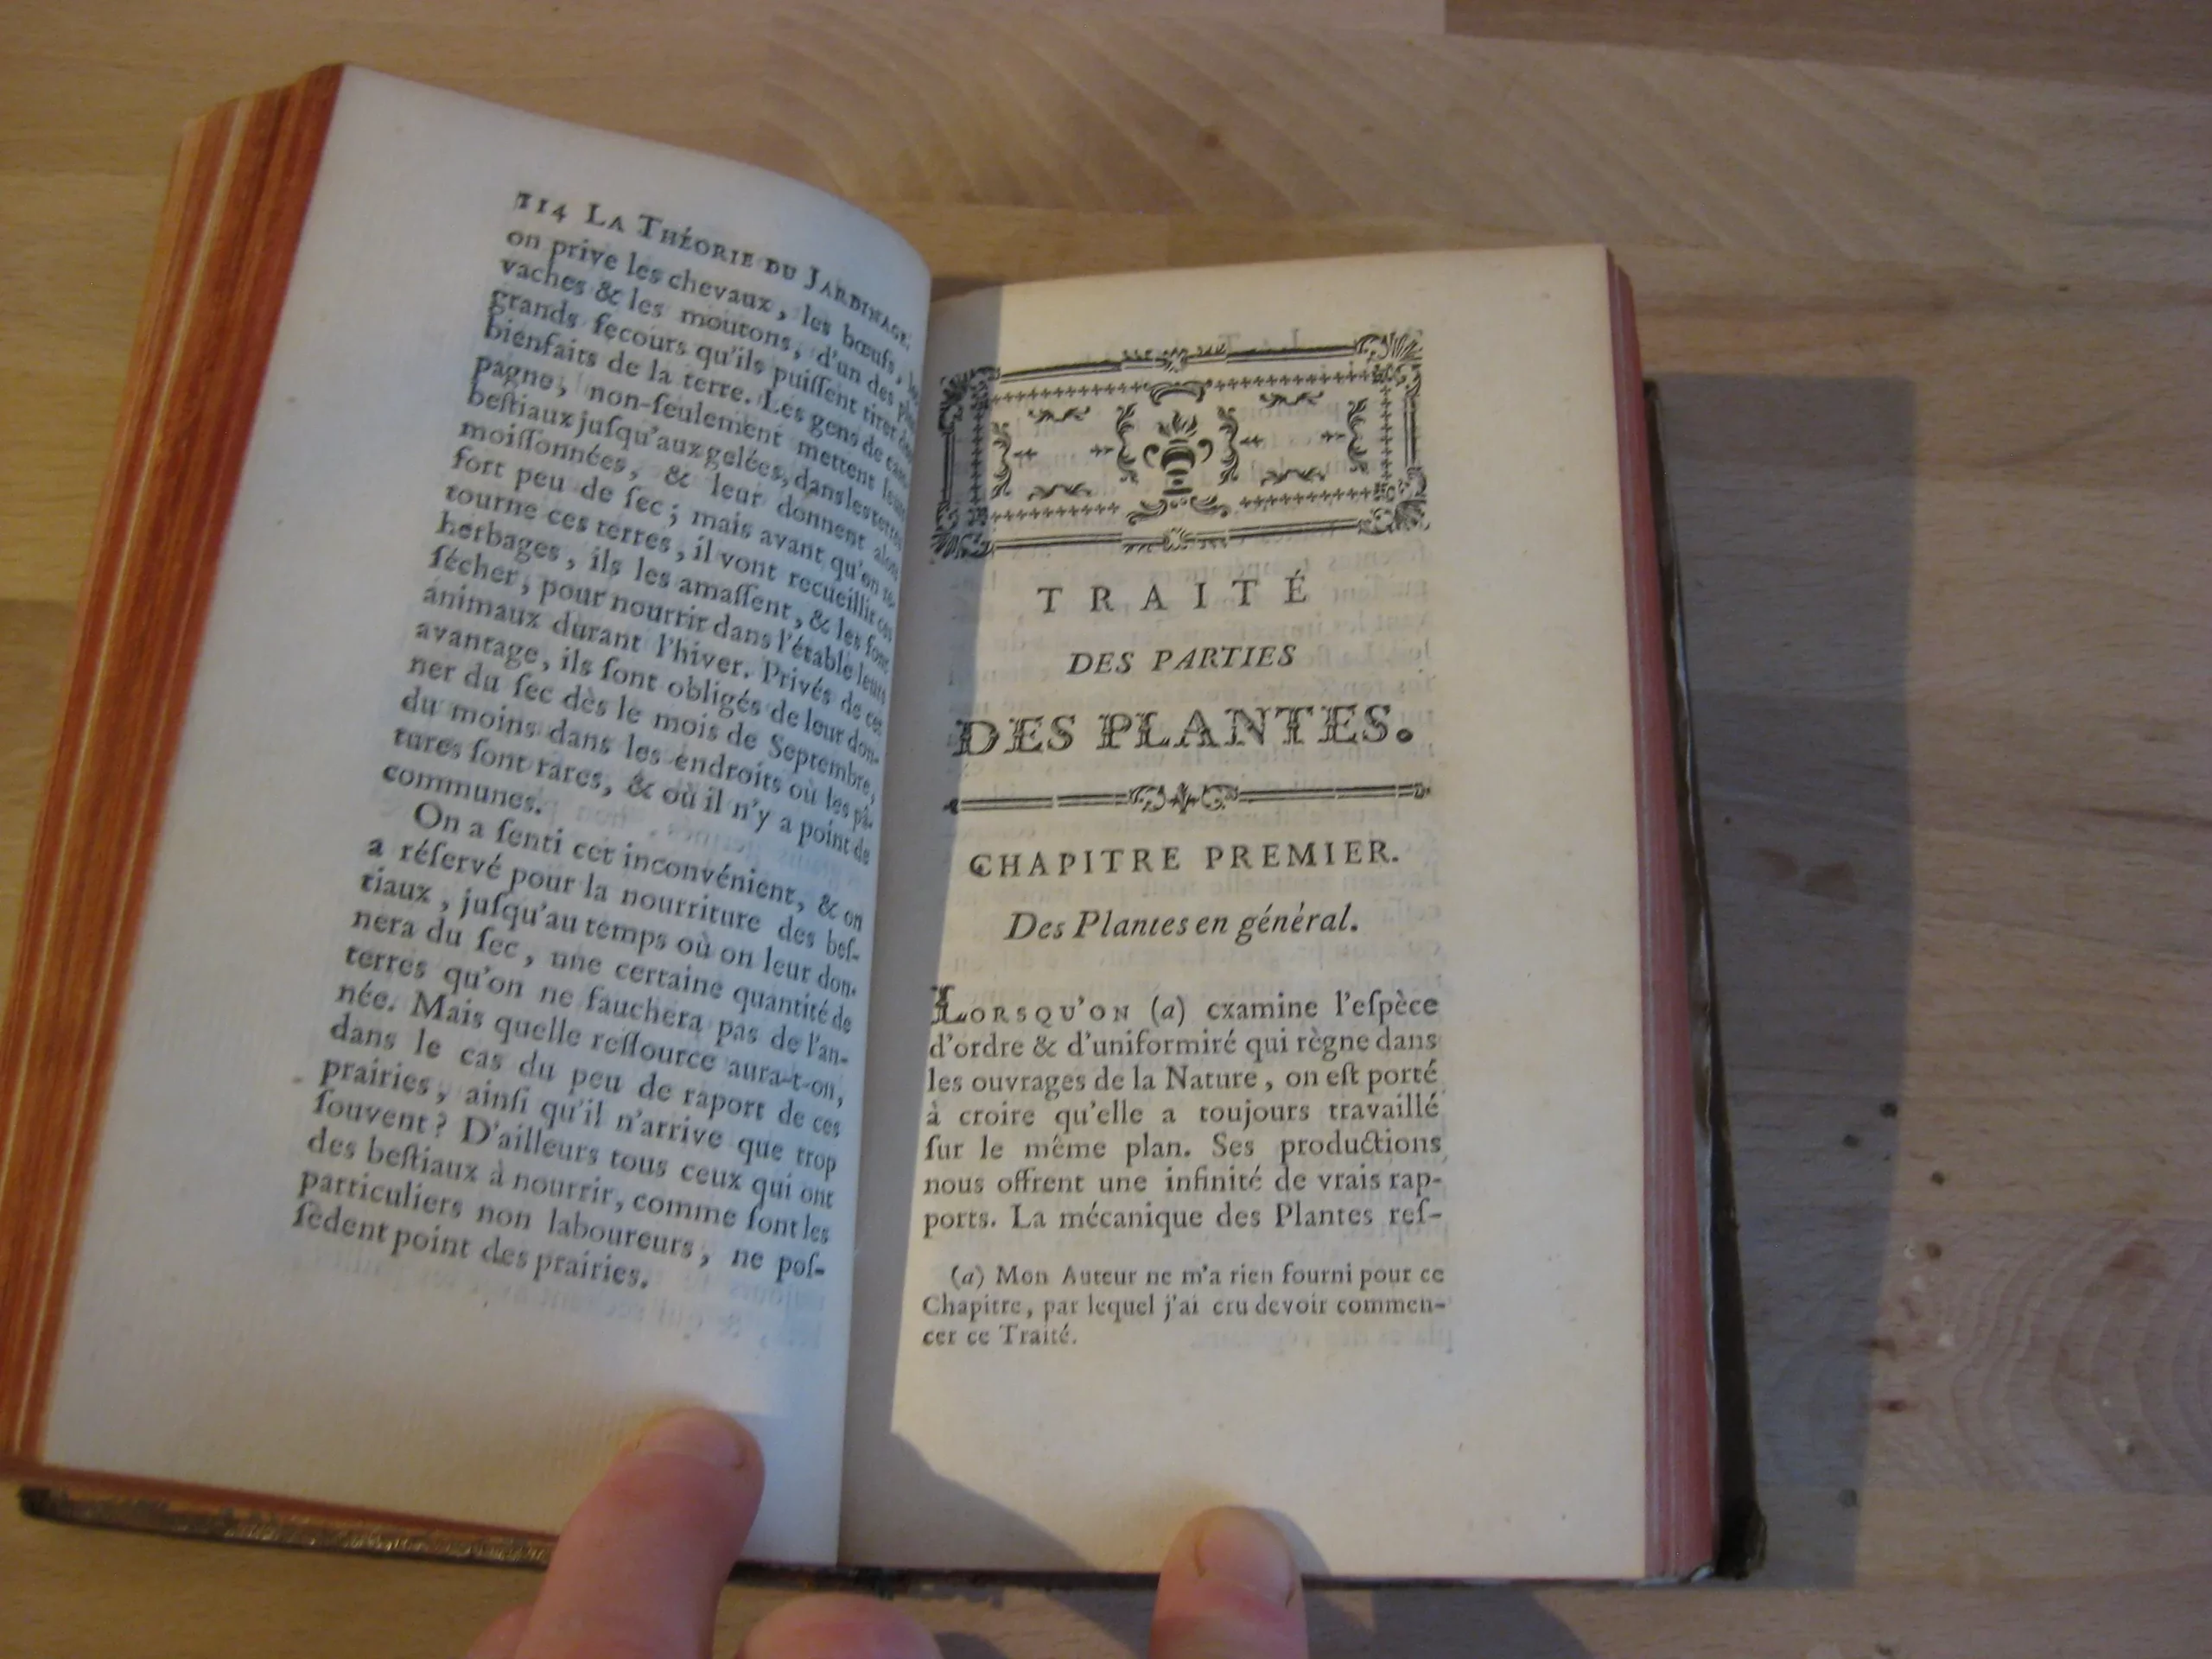 114 LA THÉORIE DU JARDINAGE.
on prive les chevaux, les bœufs, les
vaches & les moutons, d'un des plus
grands ſecours qu'ils puiſſent tirer des
bienfaits de la terre. Les gens de cam-
pagne, non-ſeulement mettent leurs
beſtiaux juſqu'aux gelées, dans les terres
moiſſonnées, & leur donnent alors
fort peu de ſec; mais avant qu'on re-
tourne ces terres, il vont recueillir ces
herbages, ils les amaſſent, & les font
ſécher, pour nourrir dans l'étable leurs
animaux durant l'hiver. Privés de cet
avantage, ils ſont obligés de leur don-
ner du ſec dès le mois de Septembre,
du moins dans les endroits où les pâ-
tures ſont rares, & où il n'y a point de
communes.
On a ſenti cet inconvénient, & on
a réſervé pour la nourriture des beſ-
tiaux, juſqu'au temps où on leur don-
nera du ſec, une certaine quantité de
terres qu'on ne fauchera pas de l'an-
née. Mais quelle reſſource aura-t-on,
dans le cas du peu de raport de ces
prairies, ainſi qu'il n'arrive que trop
ſouvent? D'ailleurs tous ceux qui ont
des beſtiaux à nourrir, comme ſont les
particuliers non laboureurs, ne poſ-
ſèdent point des prairies.
TRAITÉ
DES PARTIES
DES PLANTES.
CHAPITRE PREMIER.
Des Plantes en général.
LORSQU'ON (a) examine l'eſpèce
d'ordre & d'uniformité qui règne dans
les ouvrages de la Nature, on eſt porté
à croire qu'elle a toujours travaillé
ſur le même plan. Ses productions
nous offrent une infinité de vrais rap-
ports. La mécanique des Plantes reſ-
(a) Mon Auteur ne m'a rien fourni pour ce
Chapitre, par lequel j'ai cru devoir commen-
cer ce Traité.